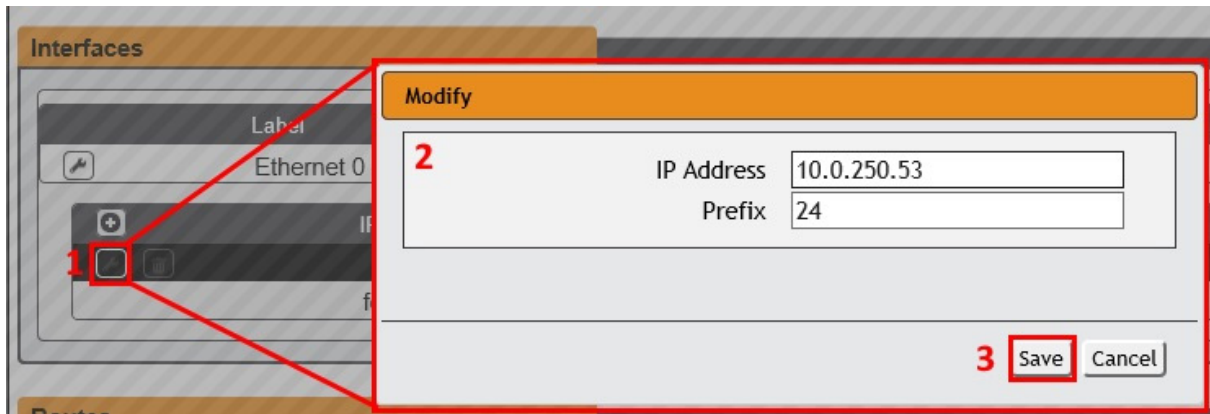 Interfaces
Label
Ethernet 0
1
Modify
2
IP Address 10.0.250.53
Prefix 24
3 Save Cancel